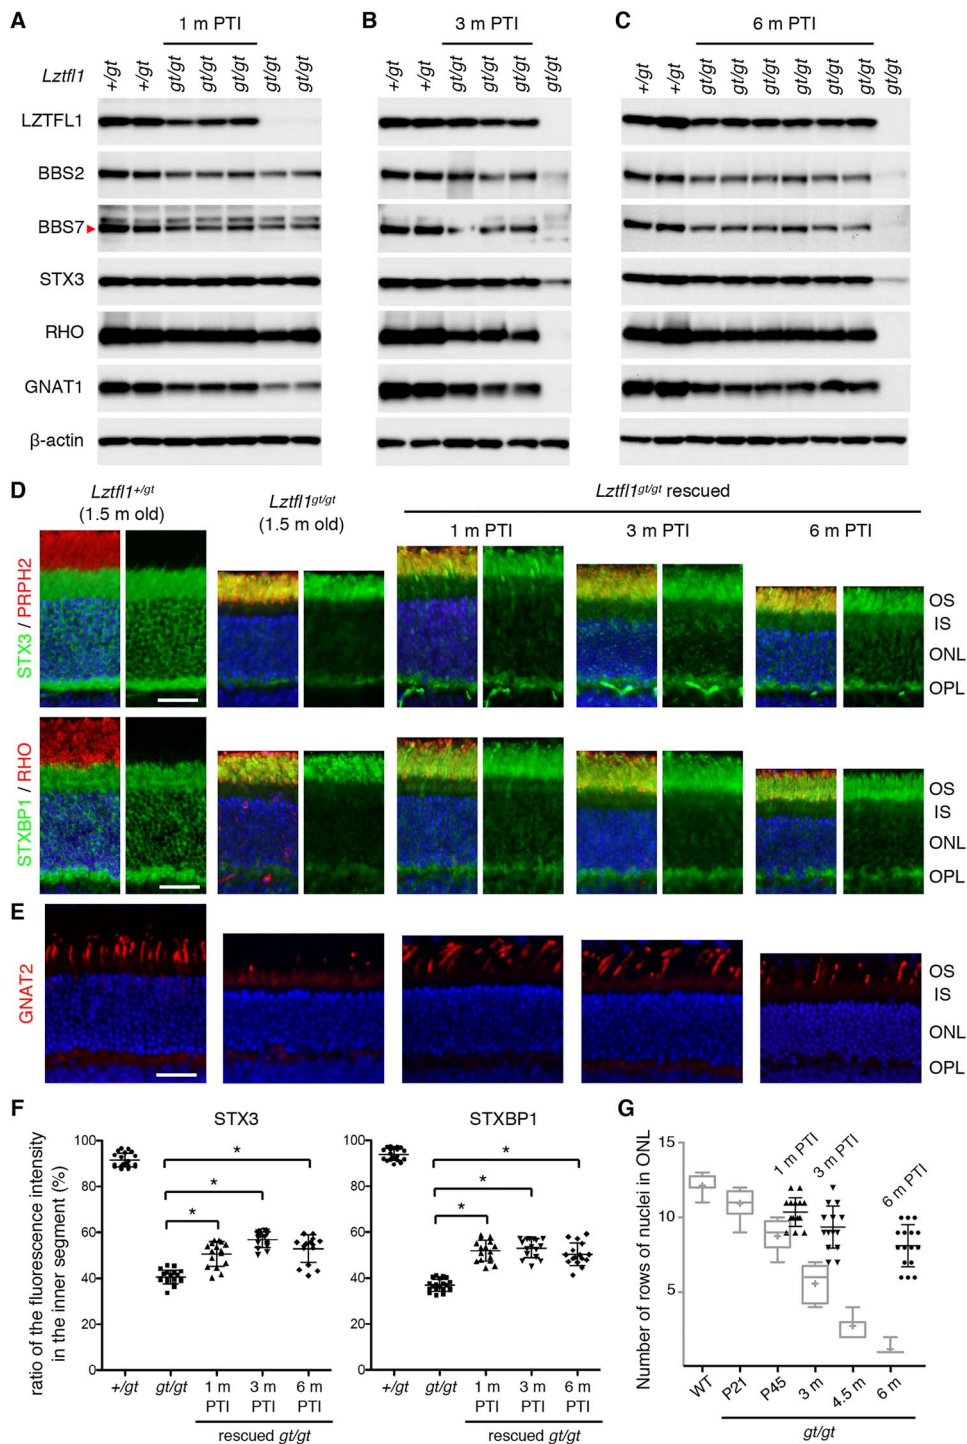 A
1 m PTI
B
3 m PTI
C
6 m PTI
Lztfl1
+/gt +/gt gt/gt gt/gt gt/gt gt/gt gt/gt
+/gt +/gt gt/gt gt/gt gt/gt gt/gt
+/gt +/gt gt/gt gt/gt gt/gt gt/gt gt/gt gt/gt gt/gt
LZTFL1
BBS2
BBS7
STX3
RHO
GNAT1
β-actin
D
Lztfl1+/gt
(1.5 m old)
Lztfl1gt/gt
(1.5 m old)
Lztfl1gt/gt rescued
1 m PTI
3 m PTI
6 m PTI
STX3 / PRPH2
OS
IS
ONL
OPL
STXBP1 / RHO
OS
IS
ONL
OPL
E
GNAT2
OS
IS
ONL
OPL
F
STX3
ratio of the fluorescence intensity
in the inner segment (%)
100
80
60
40
20
0
* * *
+/gt gt/gt 1 m PTI 3 m PTI 6 m PTI
rescued gt/gt
STXBP1
100
80
60
40
20
0
* * *
+/gt gt/gt 1 m PTI 3 m PTI 6 m PTI
rescued gt/gt
G
Number of rows of nuclei in ONL
15
10
5
1 m PTI
3 m PTI
6 m PTI
WT P21 P45 3 m 4.5 m 6 m
gt/gt